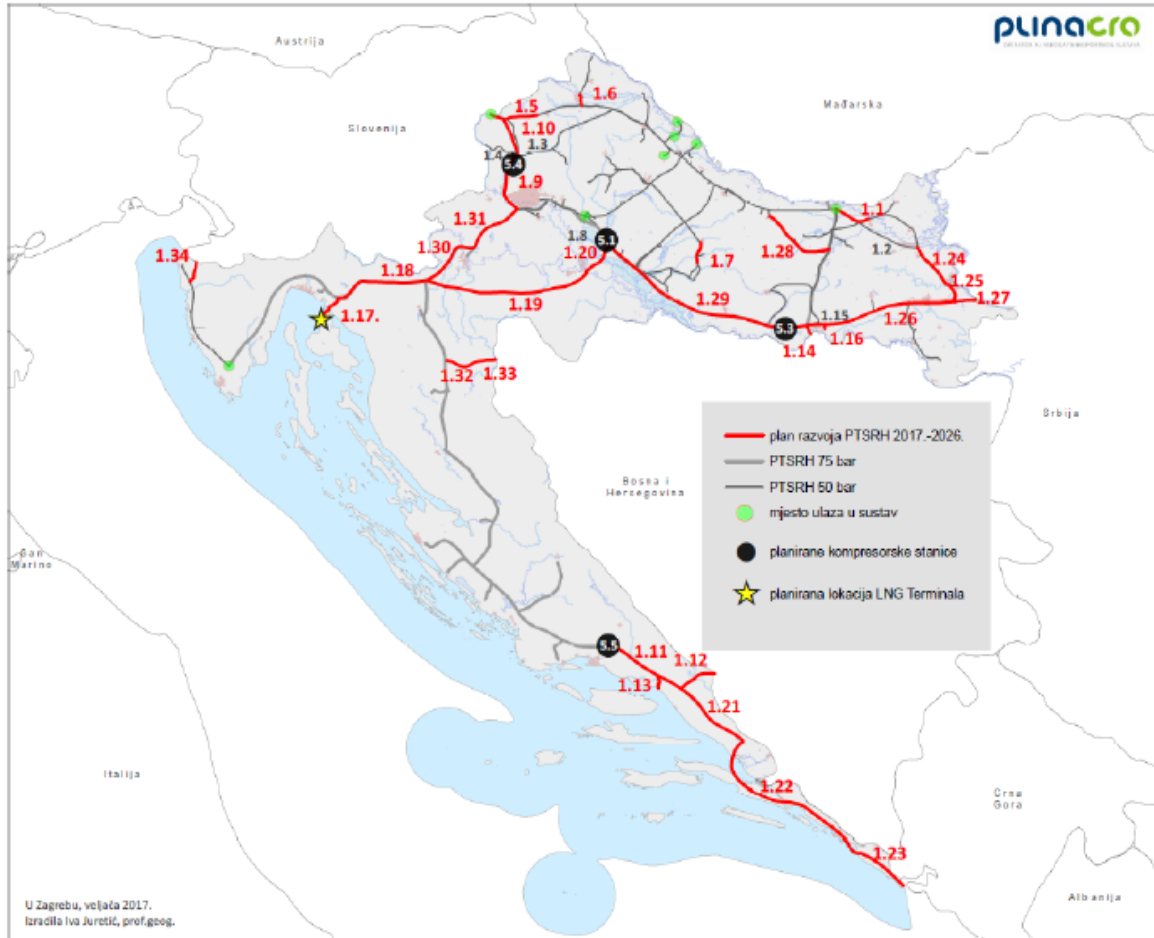 plinacro
Austrija
Mađarska
Slovenija
1.5
1.6
1.10
1.3
1.4
5.4
1.9
1.31
1.8
5.1
1.1
1.28
1.2
1.30
1.20
1.7
1.24
1.34
1.18
1.25
1.27
1.19
1.29
1.26
1.17.
1.15
5.3
1.16
1.14
1.32
1.33
Srbija
plan razvoja PTSRH 2017.-2026.
PTSRH 75 bar
PTSRH 50 bar
mjesto ulaza u sustav
planirane kompresorske stanice
planirana lokacija LNG Terminala
Bosna i
Hercegovina
San
Marino
5.5
1.11
1.12
1.13
1.21
Italija
1.22
Crna
Gora
1.23
Albanija
U Zagrebu, veljača 2017.
Izradila Iva Juretić, prof.geog.